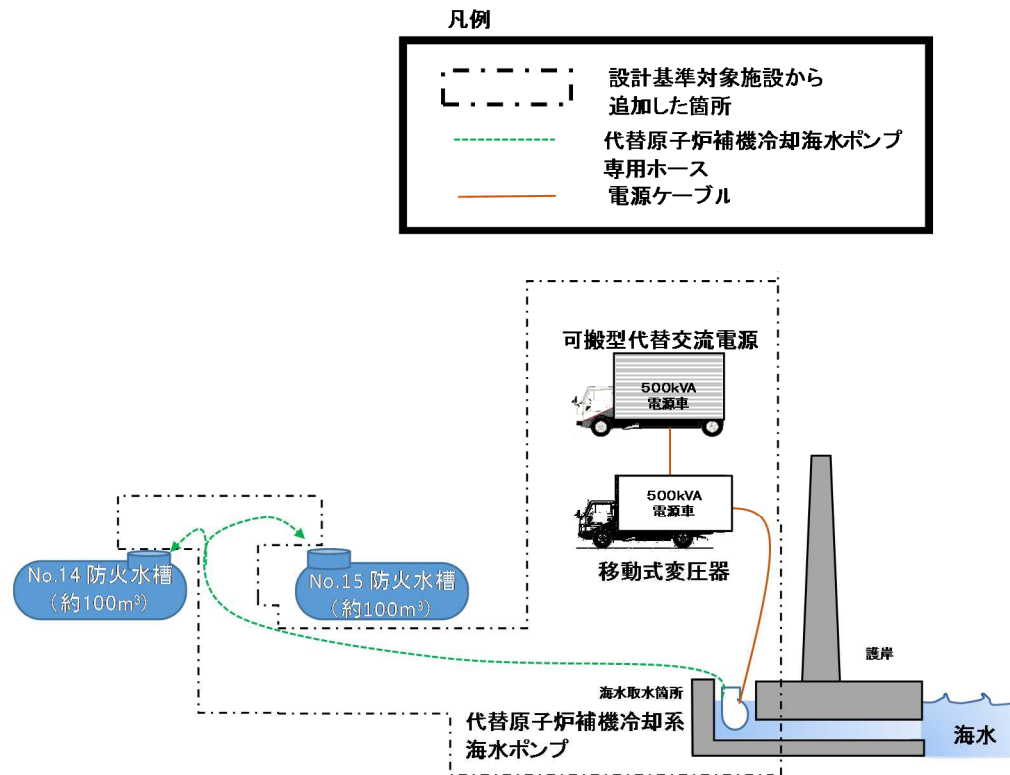 凡例
設計基準対象施設から
追加した箇所
代替原子炉補機冷却海水ポンプ
専用ホース
電源ケーブル
可搬型代替交流電源
500kVA
電源車
500kVA
電源車
移動式変圧器
No.14 防火水槽
（約100m³）
No.15 防火水槽
（約100m³）
護岸
海水取水箇所
代替原子炉補機冷却系
海水ポンプ
海水